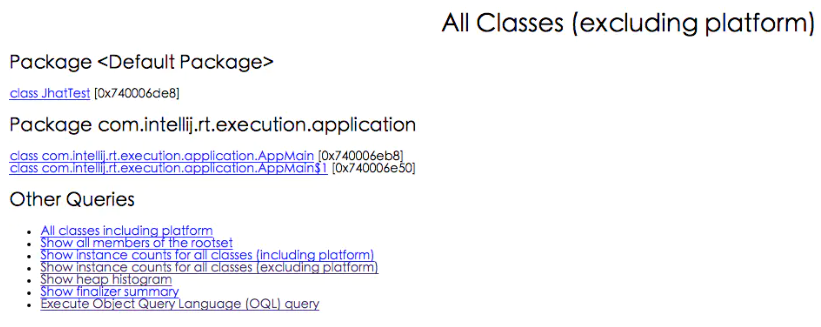 All Classes (excluding platform)
Package <Default Package>
class JhatTest [0x740006de8]
Package com.intellij.rt.execution.application
class com.intellij.rt.execution.application.AppMain [0x740006eb8]
class com.intellij.rt.execution.application.AppMain$1 [0x740006e50]
Other Queries
• All classes including platform
• Show all members of the rootset
• Show instance counts for all classes (including platform)
• Show instance counts for all classes (excluding platform)
• Show heap histogram
• Show finalizer summary
• Execute Object Query Language (OQL) query